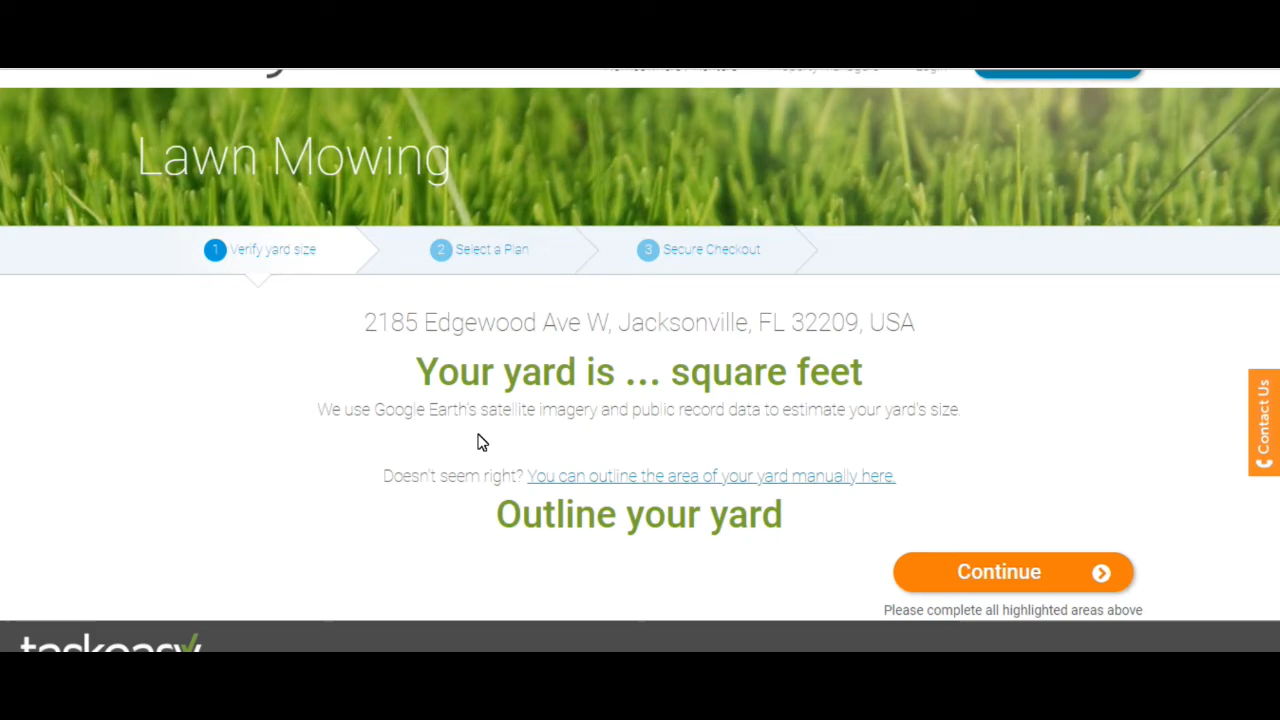 Lawn Mowing
1 Verify yard size
2 Select a Plan
3 Secure Checkout
2185 Edgewood Ave W, Jacksonville, FL 32209, USA
Your yard is ... square feet
We use Google Earth's satellite imagery and public record data to estimate your yard's size.
Contact Us
Doesn't seem right? You can outline the area of your yard manually here.
Outline your yard
Continue
Please complete all highlighted areas above
taskeasy